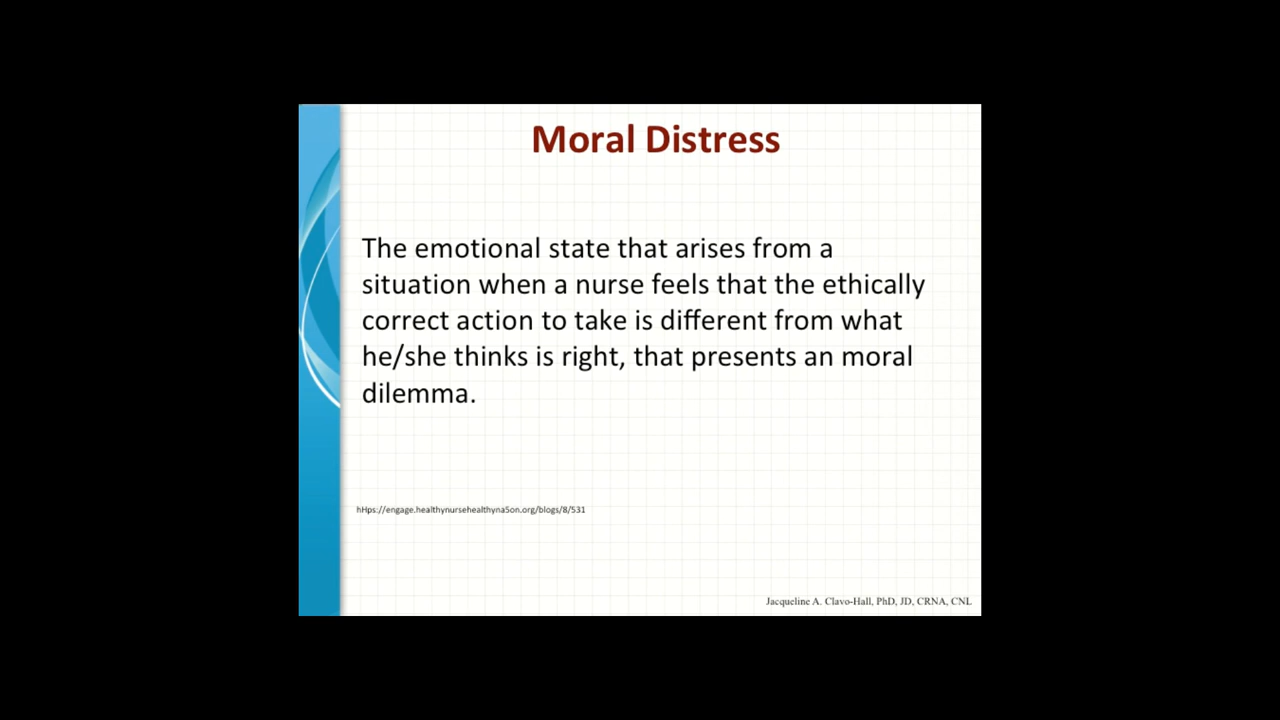 Moral Distress
The emotional state that arises from a
situation when a nurse feels that the ethically
correct action to take is different from what
he/she thinks is right, that presents an moral
dilemma.
hHps://engage.healthynursehealthyna5on.org/blogs/8/531
Jacqueline A. Clavo-Hall, PhD, JD, CRNA, CNL